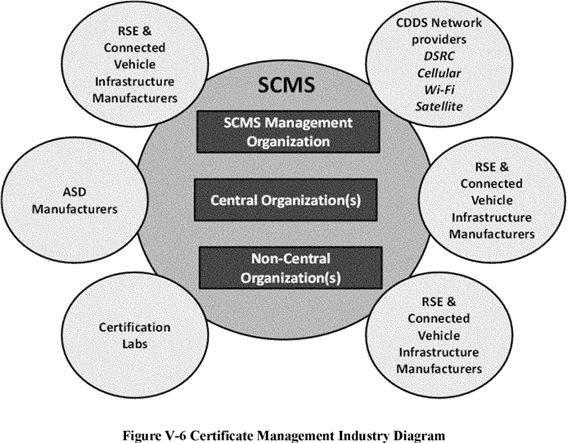 RSE &
Connected
Vehicle
Infrastructure
Manufacturers
CDDS Network
providers
DSRC
Cellular
Wi-Fi
Satellite
SCMS
SCMS Management
Organization
ASD
Manufacturers
Central Organization(s)
RSE &
Connected
Vehicle
Infrastructure
Manufacturers
Non-Central
Organization(s)
Certification
Labs
RSE &
Connected
Vehicle
Infrastructure
Manufacturers
Figure V-6 Certificate Management Industry Diagram